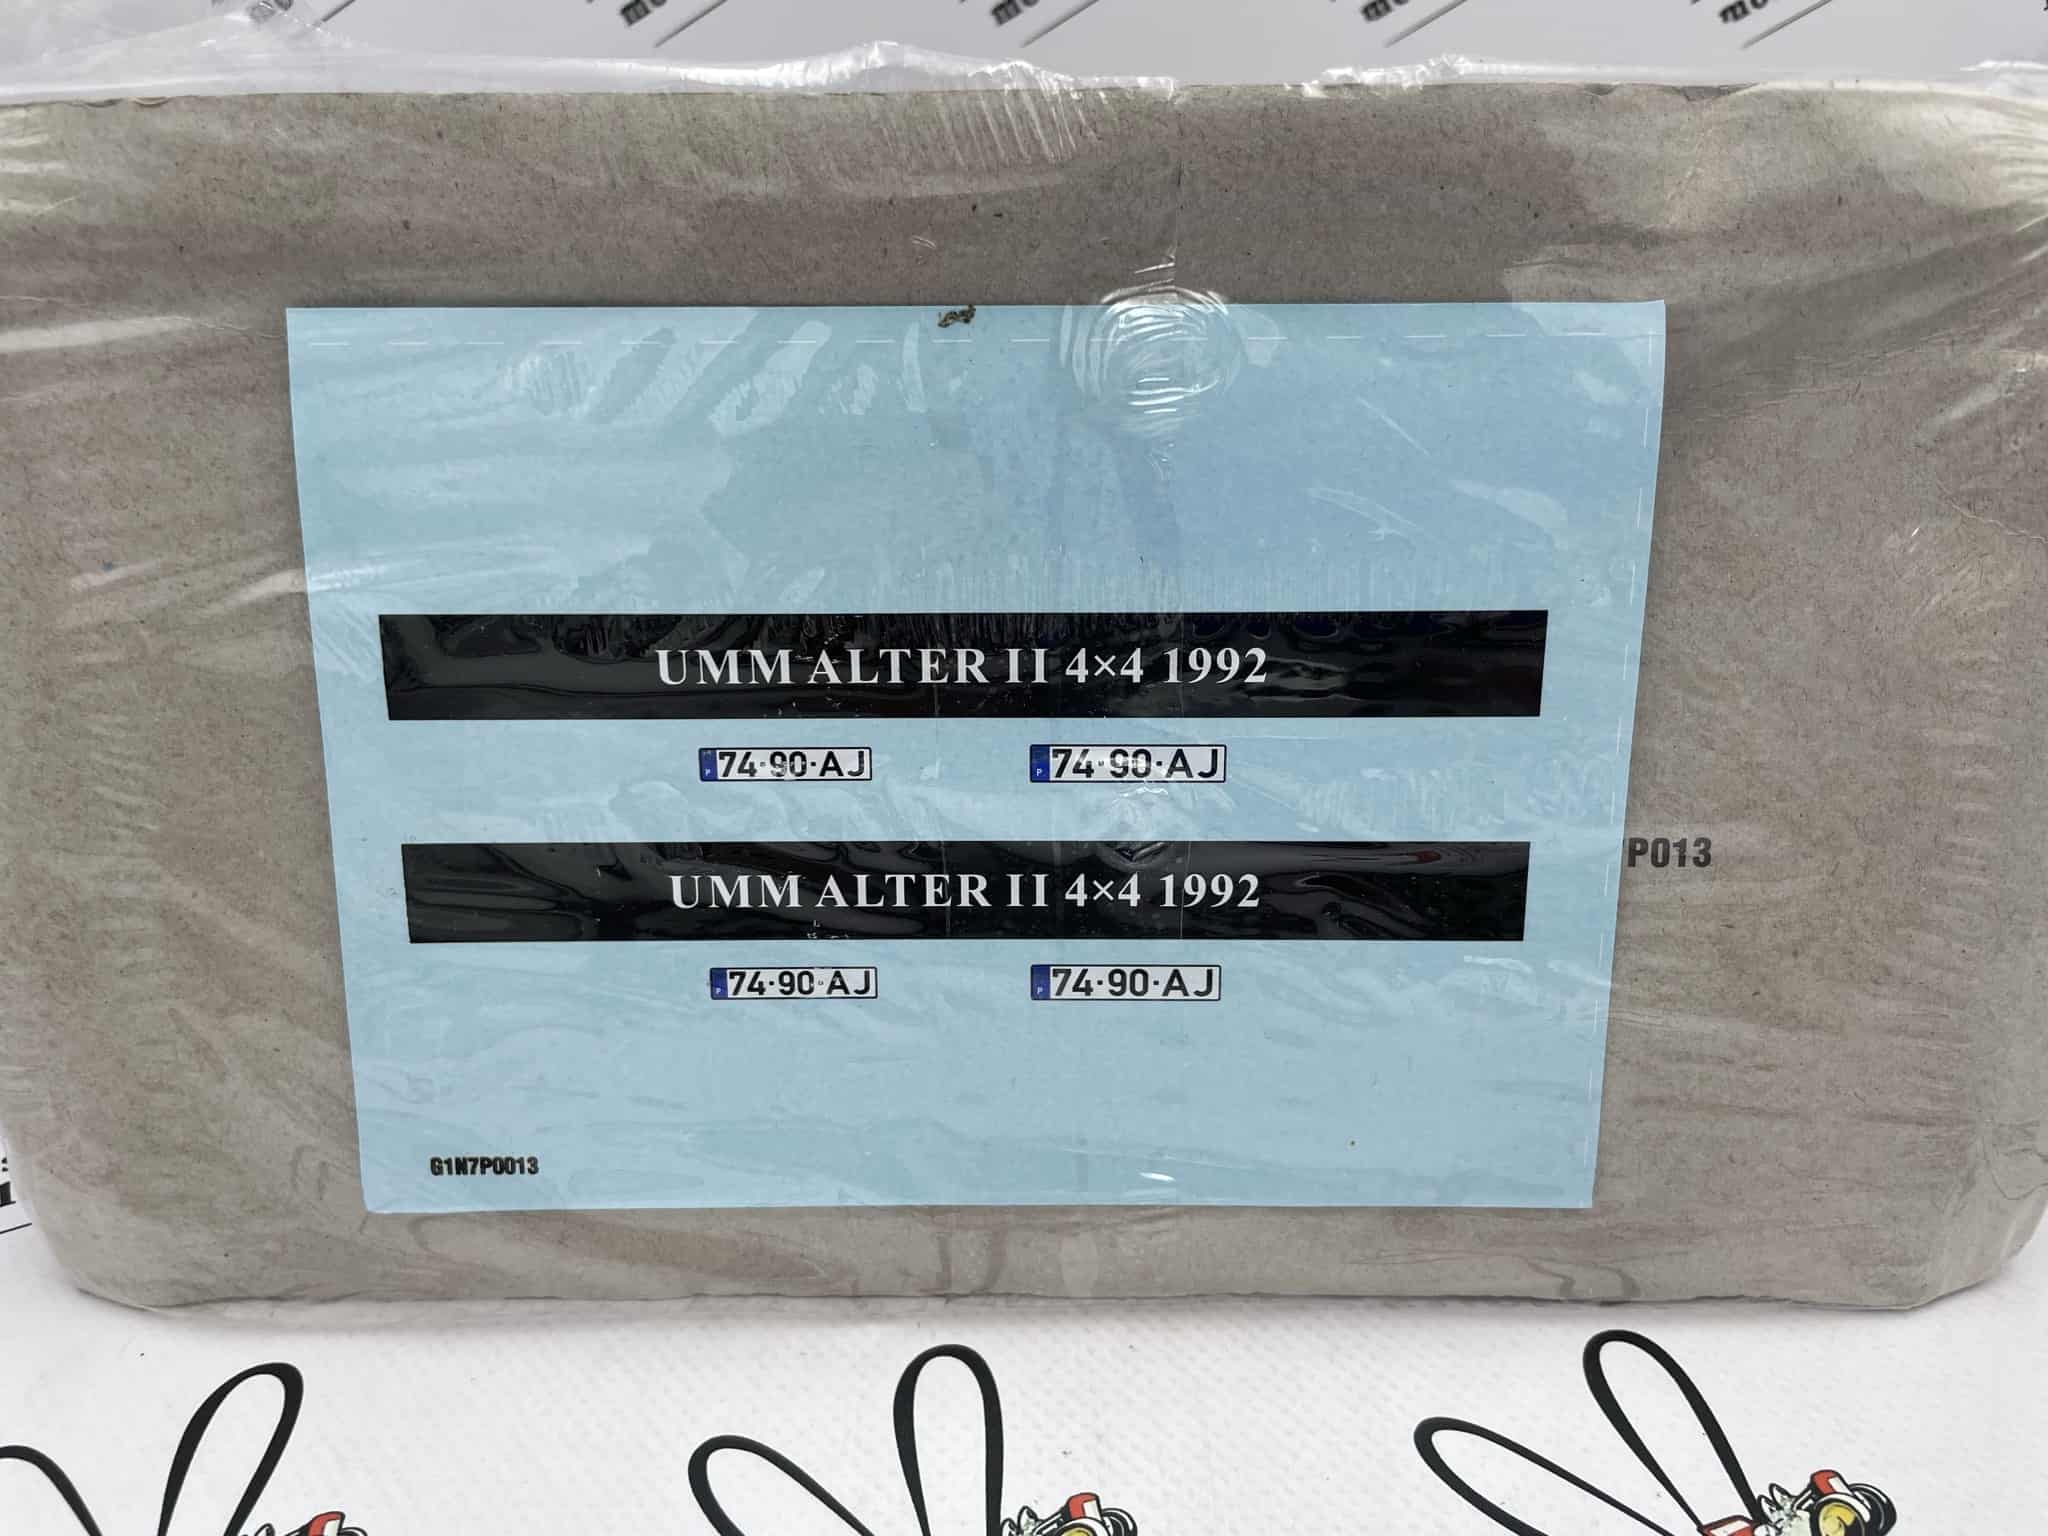 UMM ALTER II 4×4 1992
P 74·90·AJ P 74·90·AJ
P013
UMM ALTER II 4×4 1992
P 74·90·AJ P 74·90·AJ
G1N7P0013